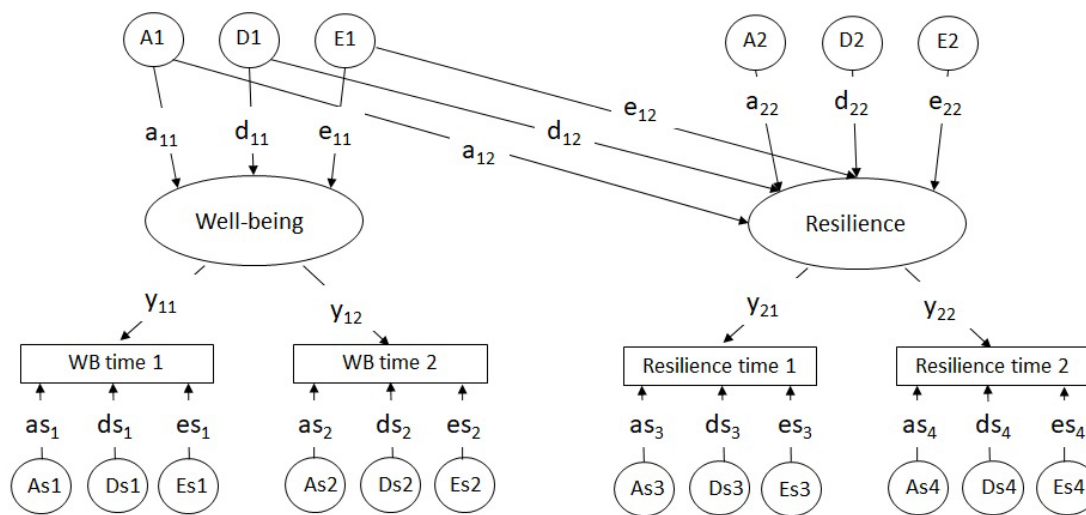 A1 D1 E1 A2 D2 E2
a₁₁ d₁₁ e₁₁ a₁₂ d₁₂ e₁₂ a₂₂ d₂₂ e₂₂
Well-being Resilience
y₁₁ y₁₂ y₂₁ y₂₂
WB time 1 WB time 2 Resilience time 1 Resilience time 2
as₁ ds₁ es₁ as₂ ds₂ es₂ as₃ ds₃ es₃ as₄ ds₄ es₄
As1 Ds1 Es1 As2 Ds2 Es2 As3 Ds3 Es3 As4 Ds4 Es4